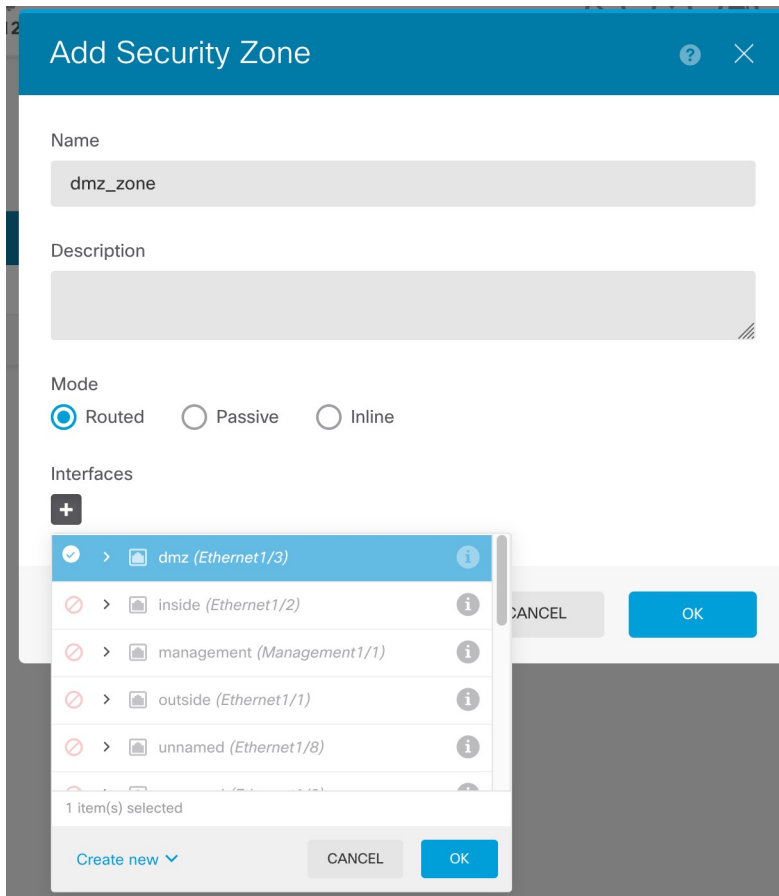 12
Add Security Zone
?
Name
dmz_zone
Description
Mode
Routed Passive Inline
Interfaces
+
dmz (Ethernet1/3)
inside (Ethernet1/2)
management (Management1/1)
outside (Ethernet1/1)
unnamed (Ethernet1/8)
1 item(s) selected
Create new CANCEL OK
CANCEL OK